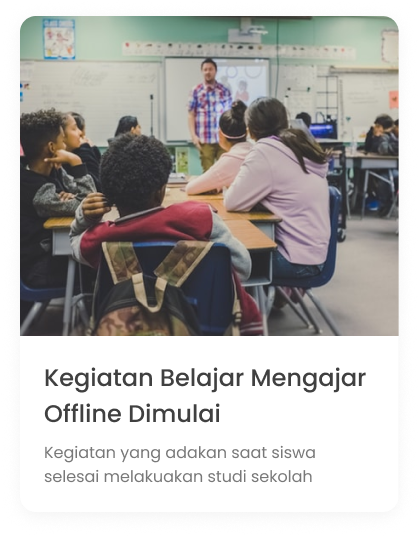 Kegiatan Belajar Mengajar
Offline Dimulai
Kegiatan yang adakan saat siswa
selesai melakuakan studi sekolah